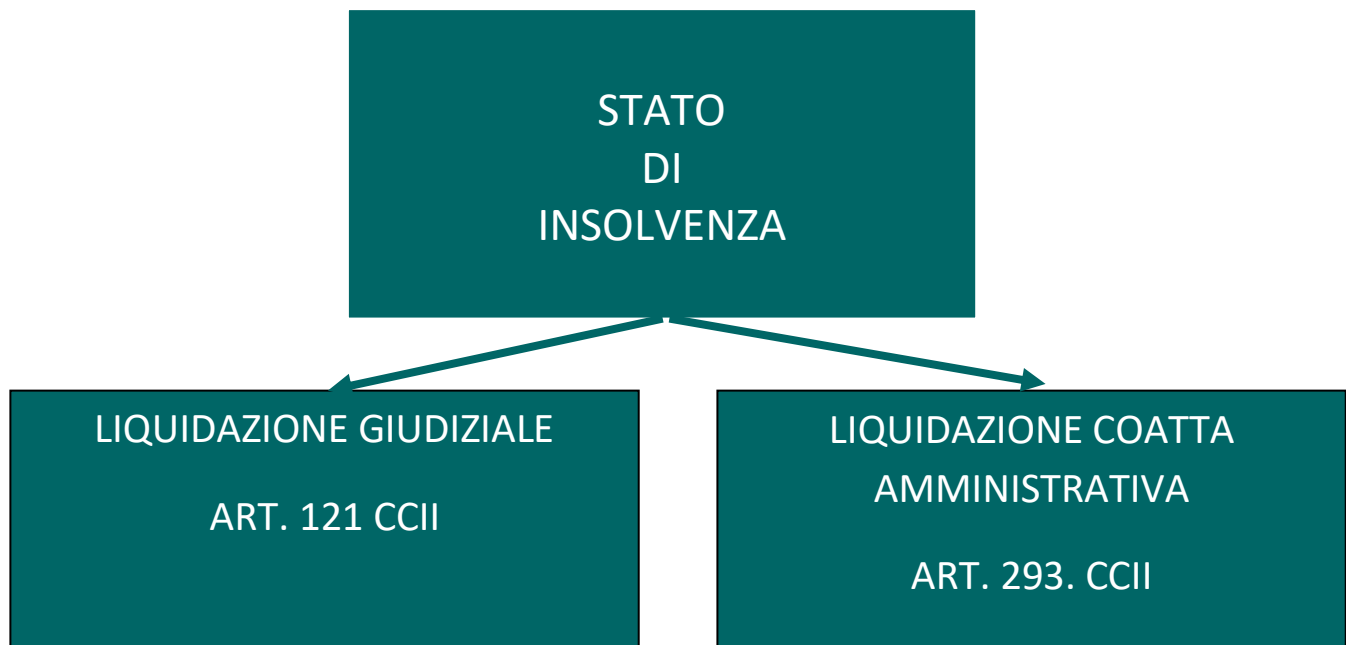 STATO
DI
INSOLVENZA
LIQUIDAZIONE GIUDIZIALE
ART. 121 CCII
LIQUIDAZIONE COATTA
AMMINISTRATIVA
ART. 293. CCII